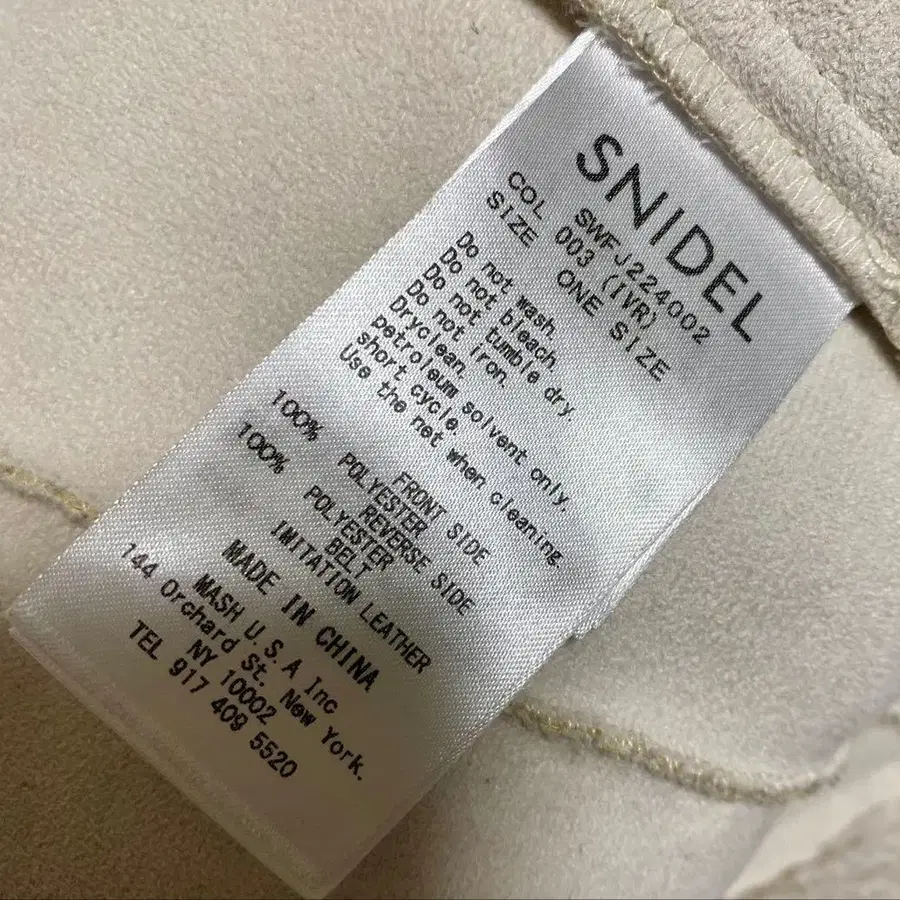 SNIDEL
SWFJ224002
COL 003 (IVR)
SIZE ONE SIZE
Do not wash.
Do not bleach.
Do not tumble dry.
Do not iron.
Dryclean.
petroleum solvent only,
short cycle.
Use the net when cleaning.
FRONT SIDE
100% POLYESTER
REVERSE SIDE
100% POLYESTER
BELT
IMITATION LEATHER
MADE IN CHINA
MASH U.S.A Inc
144 Orchard St. New York.
NY 10002
TEL 917 409 5520